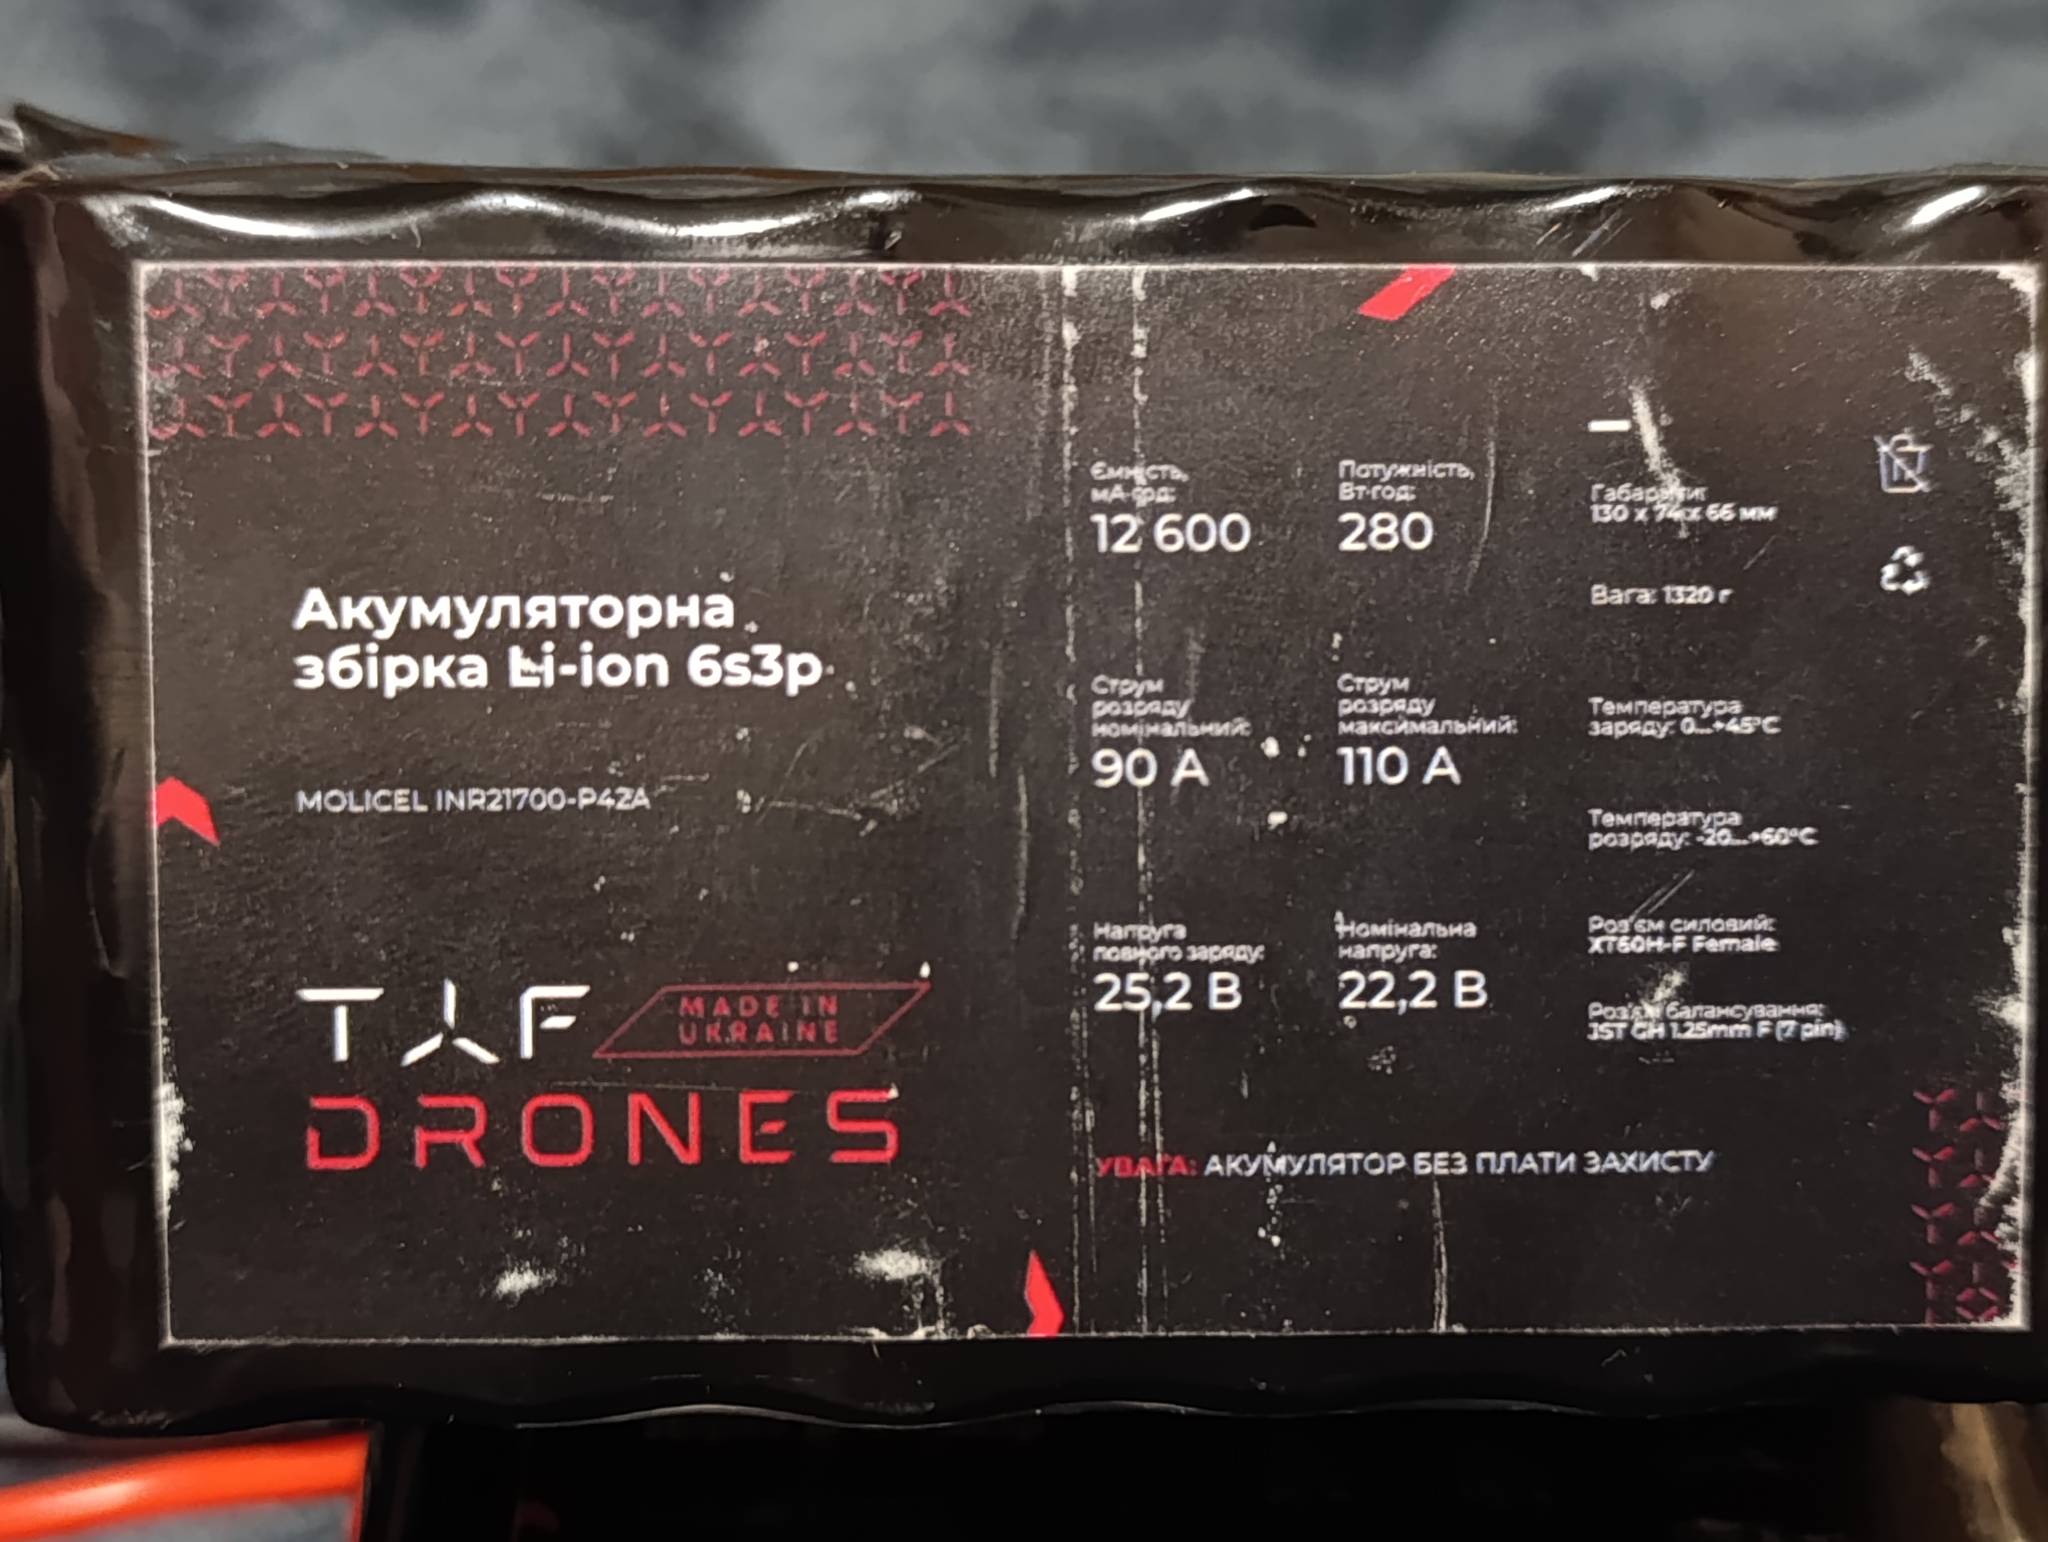 Акумуляторна
збірка Li-ion 6s3p
MOLICEL INR21700-P42A
TAF
MADE IN
UKRAINE
DRONES
Ємність,
мА·год:
12 600
Потужність,
Вт·год:
280
Габарити:
130 x 74 x 66 мм
Вага: 1320 г
Струм
розряду
номінальний:
90 А
Струм
розряду
максимальний:
110 А
Температура
заряду: 0...+45°C
Температура
розряду: -20...+60°C
Напруга
повного заряду:
25,2 В
Номінальна
напруга:
22,2 В
Роз'єм силовий:
XT60H-F Female
Роз'єм балансування:
JST GH 1.25mm F (7 pin)
УВАГА: АКУМУЛЯТОР БЕЗ ПЛАТИ ЗАХИСТУ